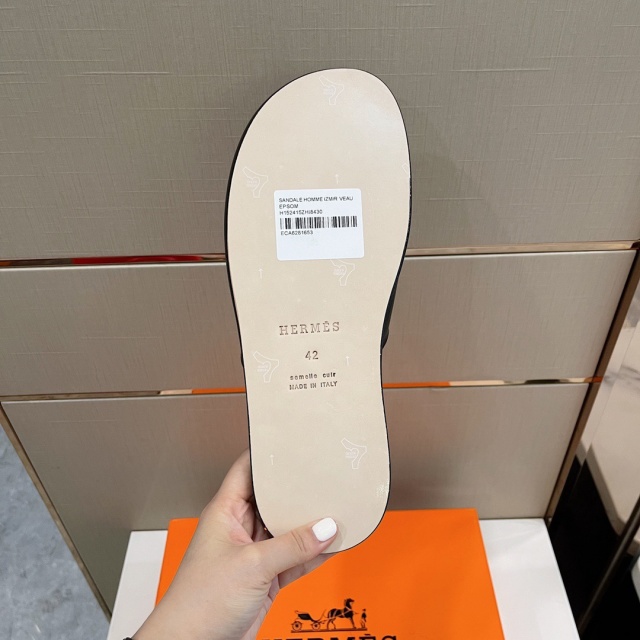 SANDALE HOMME IZMIR VEAU
EPSOM
H152415ZH8430
ECA6281653
HERMÈS
42
semelle cuir
MADE IN ITALY